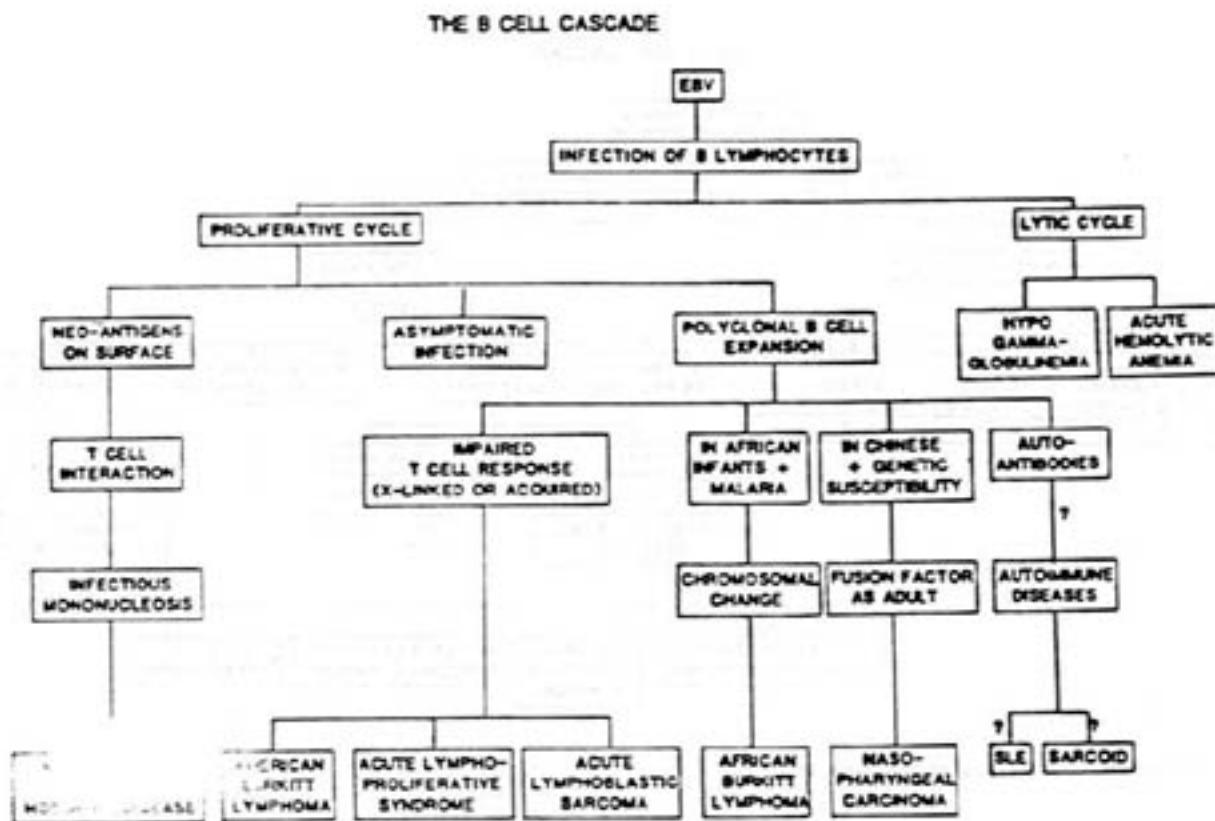 THE B CELL CASCADE
EBV
INFECTION OF B LYMPHOCYTES
PROLIFERATIVE CYCLE
LYTIC CYCLE
NEO-ANTIGENS
ON SURFACE
ASYMPTOMATIC
INFECTION
POLYCLONAL B CELL
EXPANSION
HYPO
GAMMA-
GLOBULINEMIA
ACUTE
HEMOLYTIC
ANEMIA
T CELL
INTERACTION
IMPAIRED
T CELL RESPONSE
(X-LINKED OR ACQUIRED)
IN AFRICAN
INFANTS +
MALARIA
IN CHINESE
+ GENETIC
SUSCEPTIBILITY
AUTO-
ANTIBODIES
?
INFECTIOUS
MONONUCLEOSIS
CHROMOSOMAL
CHANGE
FUSION FACTOR
AS ADULT
AUTOIMMUNE
DISEASES
AMERICAN
BURKITT
LYMPHOMA
ACUTE LYMPHO-
PROLIFERATIVE
SYNDROME
ACUTE
LYMPHOBLASTIC
SARCOMA
AFRICAN
BURKITT
LYMPHOMA
NASO-
PHARYNGEAL
CARCINOMA
?
SLE
?
SARCOID